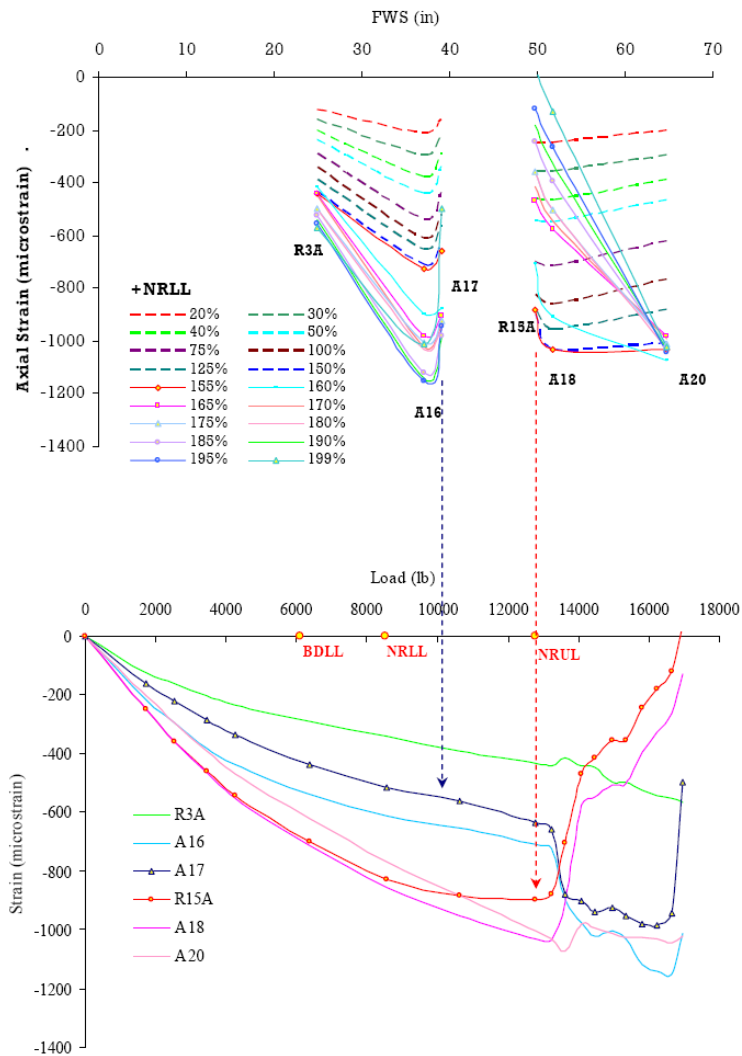 FWS (in)
0 10 20 30 40 50 60 70
0
-200
-400
-600
-800
-1000
-1200
-1400
Axial Strain (microstrain) .
R3A
A17
A16
R15A
A18
A20
+NRLL
20% 30%
40% 50%
75% 100%
125% 150%
155% 160%
165% 170%
175% 180%
185% 190%
195% 199%
Load (lb)
0 2000 4000 6000 8000 10000 12000 14000 16000 18000
0
-200
-400
-600
-800
-1000
-1200
-1400
Strain (microstrain)
BDLL
NRLL
NRUL
R3A
A16
A17
R15A
A18
A20